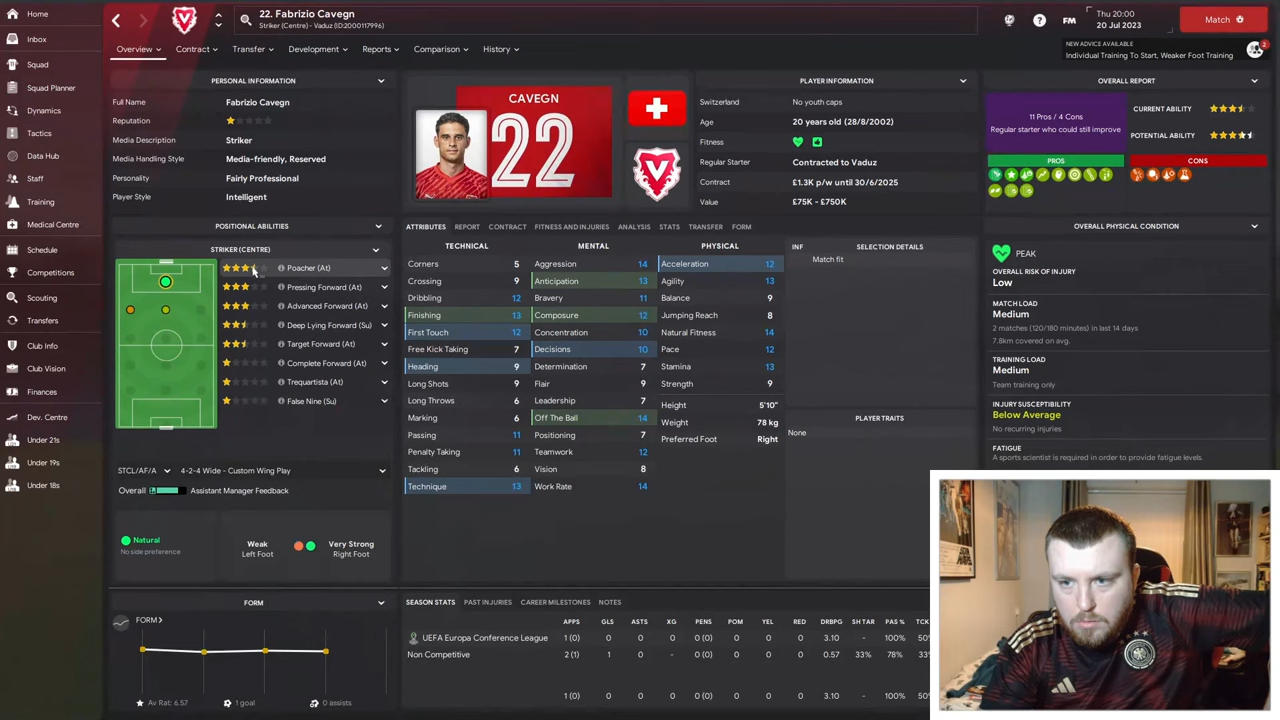 Home
Inbox
Squad
Squad Planner
Dynamics
Tactics
Data Hub
Staff
Training
Medical Centre
Schedule
Competitions
Scouting
Transfers
Club Info
Club Vision
Finances
Dev. Centre
Under 21s
Under 19s
Under 18s
22. Fabrizio Cavegn
Striker (Centre) - Vaduz (ID:2000117996)
FM
Thu 20:00
20 Jul 2023
Match
Overview
Contract
Transfer
Development
Reports
Comparison
History
NEW ADVICE AVAILABLE
Individual Training To Start, Weaker Foot Training
2
PERSONAL INFORMATION
Full Name Fabrizio Cavegn
Reputation
Media Description Striker
Media Handling Style Media-friendly, Reserved
Personality Fairly Professional
Player Style Intelligent
CAVEGN
22
PLAYER INFORMATION
Switzerland No youth caps
Age 20 years old (28/8/2002)
Fitness
Regular Starter Contracted to Vaduz
Contract £1.3K p/w until 30/6/2025
Value £75K - £750K
OVERALL REPORT
11 Pros / 4 Cons
Regular starter who could still improve
CURRENT ABILITY
POTENTIAL ABILITY
PROS CONS
POSITIONAL ABILITIES
STRIKER (CENTRE)
Poacher (At)
Pressing Forward (At)
Advanced Forward (At)
Deep Lying Forward (Su)
Target Forward (At)
Complete Forward (At)
Trequartista (At)
False Nine (Su)
STCL/AF/A 4-2-4 Wide - Custom Wing Play
Overall Assistant Manager Feedback
Natural
No side preference
Weak
Left Foot
Very Strong
Right Foot
ATTRIBUTES REPORT CONTRACT FITNESS AND INJURIES ANALYSIS STATS TRANSFER FORM
TECHNICAL
Corners 5
Crossing 9
Dribbling 12
Finishing 13
First Touch 12
Free Kick Taking 7
Heading 9
Long Shots 9
Long Throws 6
Marking 6
Passing 11
Penalty Taking 11
Tackling 6
Technique 13
MENTAL
Aggression 14
Anticipation 13
Bravery 11
Composure 12
Concentration 10
Decisions 10
Determination 7
Flair 9
Leadership 7
Off The Ball 14
Positioning 7
Teamwork 12
Vision 8
Work Rate 14
PHYSICAL
Acceleration 12
Agility 13
Balance 9
Jumping Reach 8
Natural Fitness 14
Pace 12
Stamina 13
Strength 9
Height 5'10"
Weight 78 kg
Preferred Foot Right
INF SELECTION DETAILS
Match fit
PLAYER TRAITS
None
OVERALL PHYSICAL CONDITION
PEAK
OVERALL RISK OF INJURY
Low
MATCH LOAD
Medium
2 matches (120/180 minutes) in last 14 days
7.8km covered on avg.
TRAINING LOAD
Medium
Team training only
INJURY SUSCEPTIBILITY
Below Average
No recurring injuries
FATIGUE
A sports scientist is required in order to provide fatigue levels.
FORM
FORM
Av Rat: 6.57
1 goal
0 assists
SEASON STATS PAST INJURIES CAREER MILESTONES NOTES
APPS GLS ASTS XG PENS POM YEL RED DRBPG SH TAR PAS % TCK
UEFA Europa Conference League 1 (0) 0 0 0 0 (0) 0 0 0 3.10 - 100% 50%
Non Competitive 2 (1) 1 0 - 0 (0) 0 0 0 0.57 33% 78% 33%
1 (0) 0 0 0 0 (0) 0 0 0 3.10 - 100% 50%